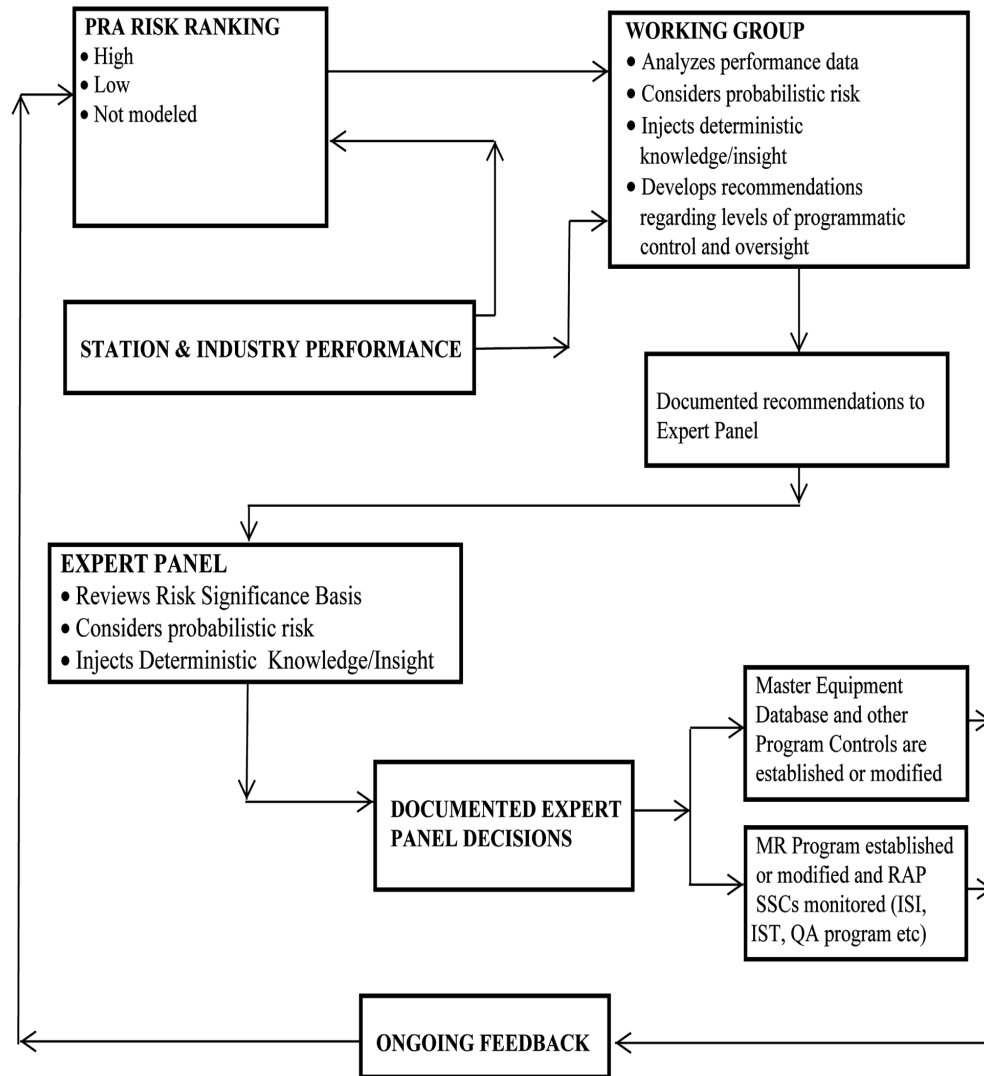 PRA RISK RANKING
• High
• Low
• Not modeled
WORKING GROUP
• Analyzes performance data
• Considers probabilistic risk
• Injects deterministic
knowledge/insight
• Develops recommendations
regarding levels of programmatic
control and oversight
STATION & INDUSTRY PERFORMANCE
Documented recommendations to
Expert Panel
EXPERT PANEL
• Reviews Risk Significance Basis
• Considers probabilistic risk
• Injects Deterministic Knowledge/Insight
DOCUMENTED EXPERT
PANEL DECISIONS
Master Equipment
Database and other
Program Controls are
established or modified
MR Program established
or modified and RAP
SSCs monitored (ISI,
IST, QA program etc)
ONGOING FEEDBACK